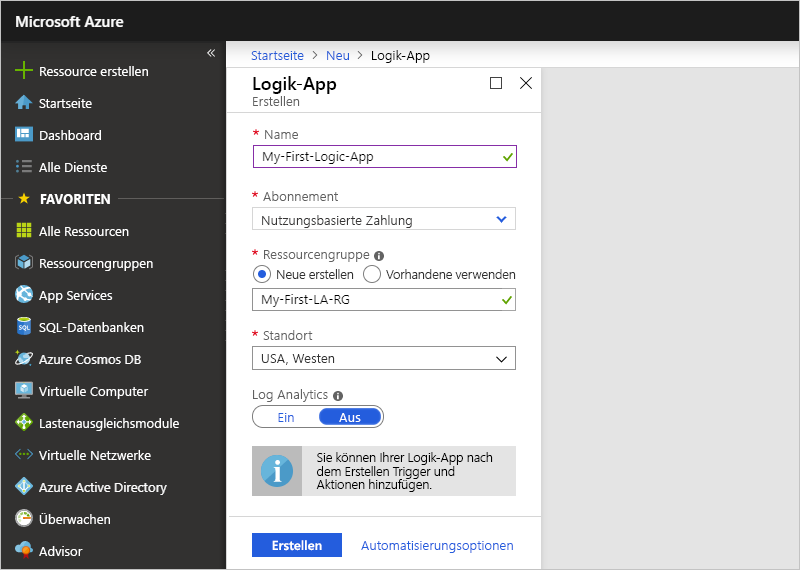 Microsoft Azure
«
Ressource erstellen
Startseite
Dashboard
Alle Dienste
FAVORITEN
Alle Ressourcen
Ressourcengruppen
App Services
SQL-Datenbanken
Azure Cosmos DB
Virtuelle Computer
Lastenausgleichsmodule
Virtuelle Netzwerke
Azure Active Directory
Überwachen
Advisor
Startseite > Neu > Logik-App
Logik-App
Erstellen
* Name
My-First-Logic-App
* Abonnement
Nutzungsbasierte Zahlung
* Ressourcengruppe
Neue erstellen Vorhandene verwenden
My-First-LA-RG
* Standort
USA, Westen
Log Analytics
Ein Aus
Sie können Ihrer Logik-App nach
dem Erstellen Trigger und
Aktionen hinzufügen.
Erstellen Automatisierungsoptionen